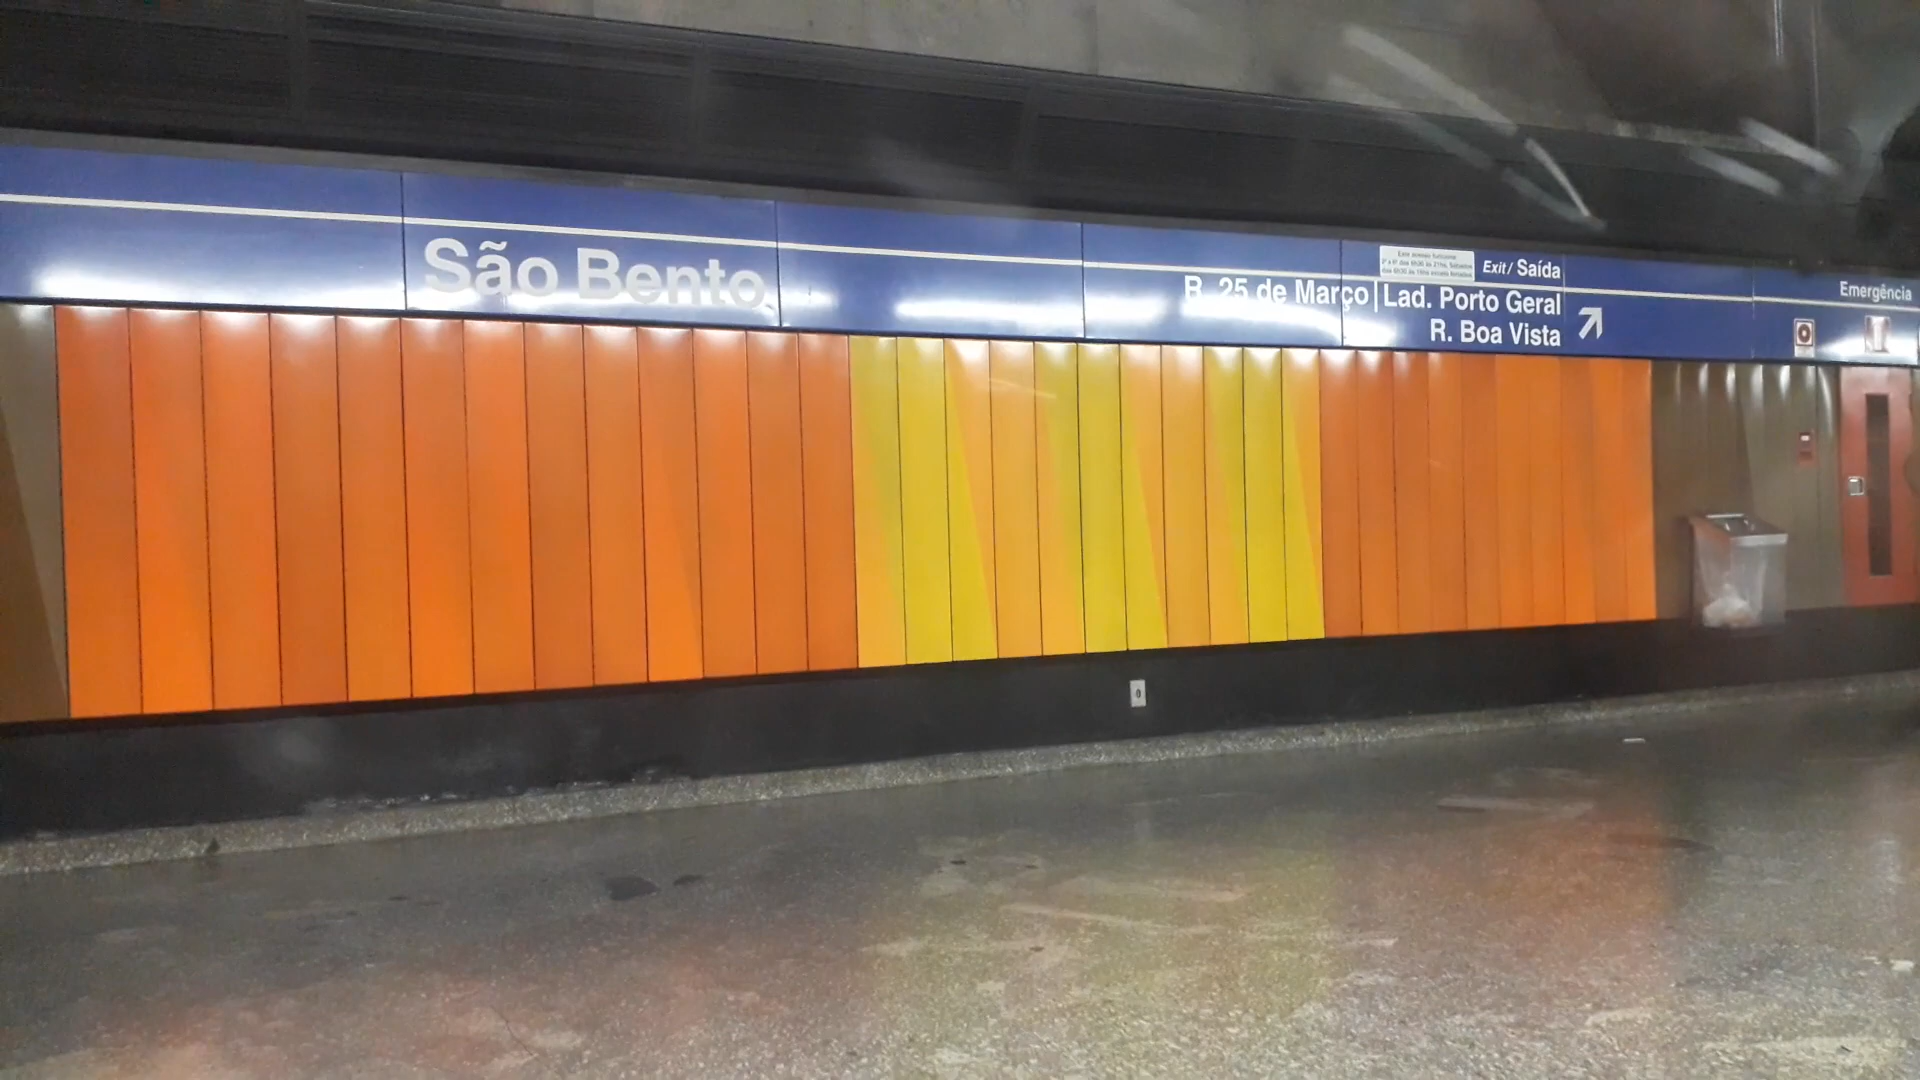 São Bento
Exit / Saída
R. 25 de Março | Lad. Porto Geral
R. Boa Vista
Emergência